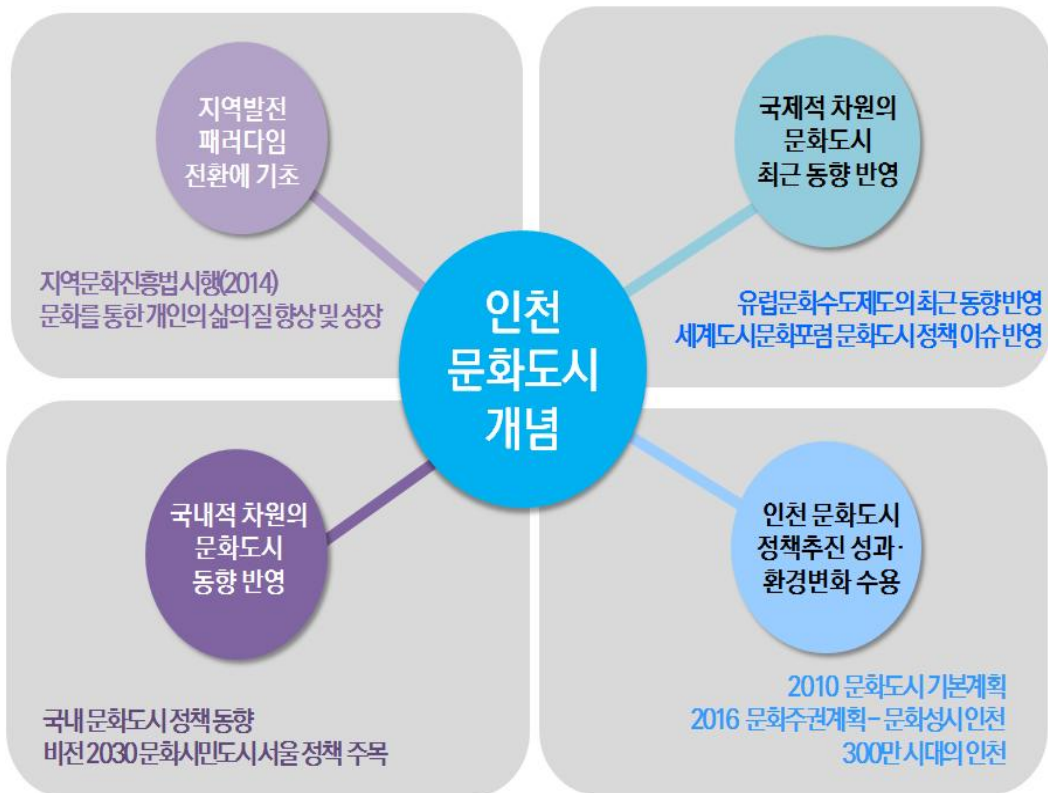 지역발전
패러다임
전환에 기초
지역문화진흥법 시행(2014)
문화를 통한 개인의 삶의 질 향상 및 성장
국제적 차원의
문화도시
최근 동향 반영
유럽문화수도제도의 최근 동향 반영
세계도시문화포럼 문화도시 정책 이슈 반영
인천
문화도시
개념
국내적 차원의
문화도시
동향 반영
국내 문화도시 정책 동향
비전 2030 문화시민도시 서울 정책 주목
인천 문화도시
정책추진 성과·
환경변화 수용
2010 문화도시 기본계획
2016 문화주권계획 – 문화성시 인천
300만 시대의 인천